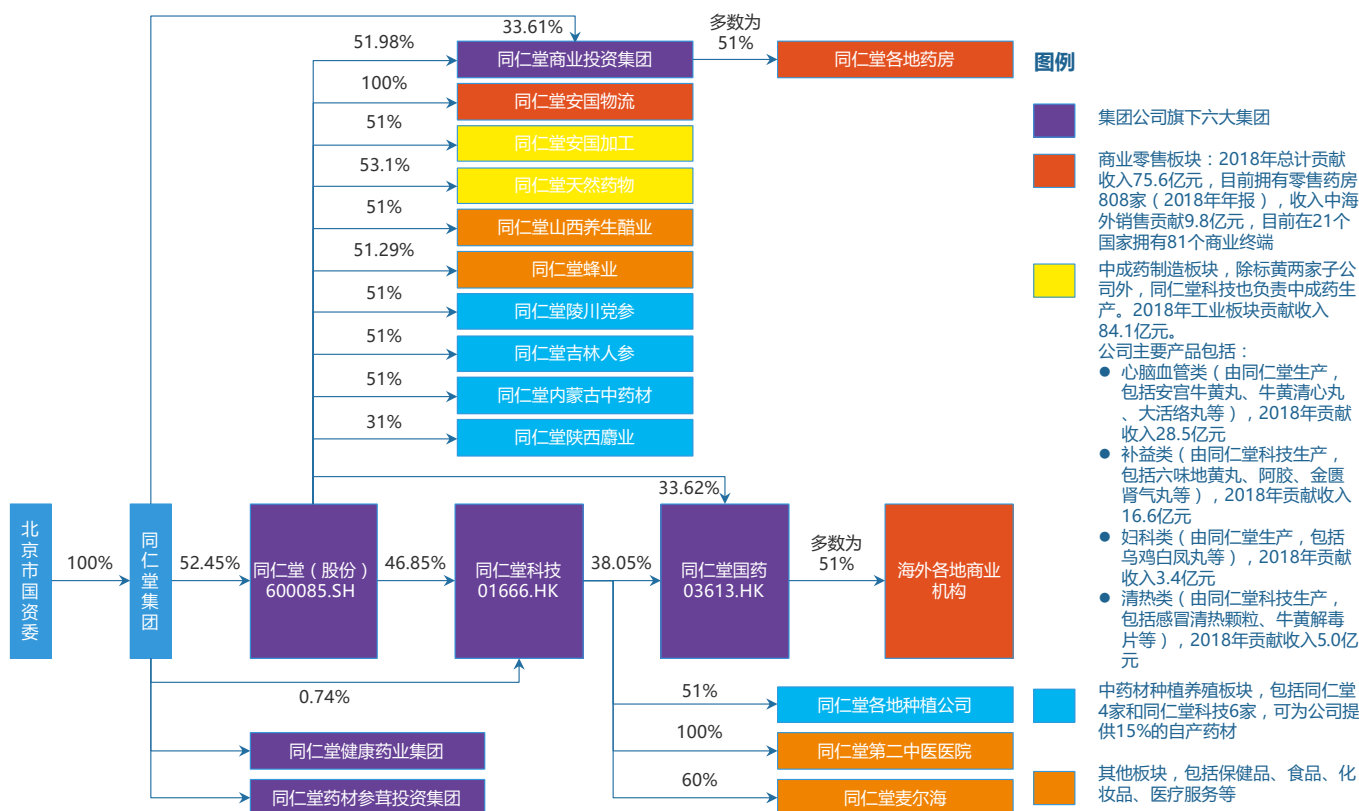 33.61%
51.98%
同仁堂商业投资集团
多数为
51%
同仁堂各地药房
100%
同仁堂安国物流
51%
同仁堂安国加工
53.1%
同仁堂天然药物
51%
同仁堂山西养生醋业
51.29%
同仁堂蜂业
51%
同仁堂陵川党参
51%
同仁堂吉林人参
51%
同仁堂内蒙古中药材
31%
同仁堂陕西麝业
33.62%
北京市国资委
100%
同仁堂集团
52.45%
同仁堂（股份）
600085.SH
46.85%
同仁堂科技
01666.HK
38.05%
同仁堂国药
03613.HK
多数为
51%
海外各地商业
机构
0.74%
同仁堂健康药业集团
同仁堂药材参茸投资集团
51%
同仁堂各地种植公司
100%
同仁堂第二中医医院
60%
同仁堂麦尔海
图例
集团公司旗下六大集团
商业零售板块：2018年总计贡献
收入75.6亿元，目前拥有零售药房
808家（2018年年报），收入中海
外销售贡献9.8亿元，目前在21个
国家拥有81个商业终端
中成药制造板块，除标黄两家子公
司外，同仁堂科技也负责中成药生
产。2018年工业板块贡献收入
84.1亿元。
公司主要产品包括：
● 心脑血管类（由同仁堂生产，
包括安宫牛黄丸、牛黄清心丸
、大活络丸等），2018年贡献
收入28.5亿元
● 补益类（由同仁堂科技生产，
包括六味地黄丸、阿胶、金匮
肾气丸等），2018年贡献收入
16.6亿元
● 妇科类（由同仁堂生产，包括
乌鸡白凤丸等），2018年贡献
收入3.4亿元
● 清热类（由同仁堂科技生产，
包括感冒清热颗粒、牛黄解毒
片等），2018年贡献收入5.0亿
元
中药材种植养殖板块，包括同仁堂
4家和同仁堂科技6家，可为公司提
供15%的自产药材
其他板块，包括保健品、食品、化
妆品、医疗服务等